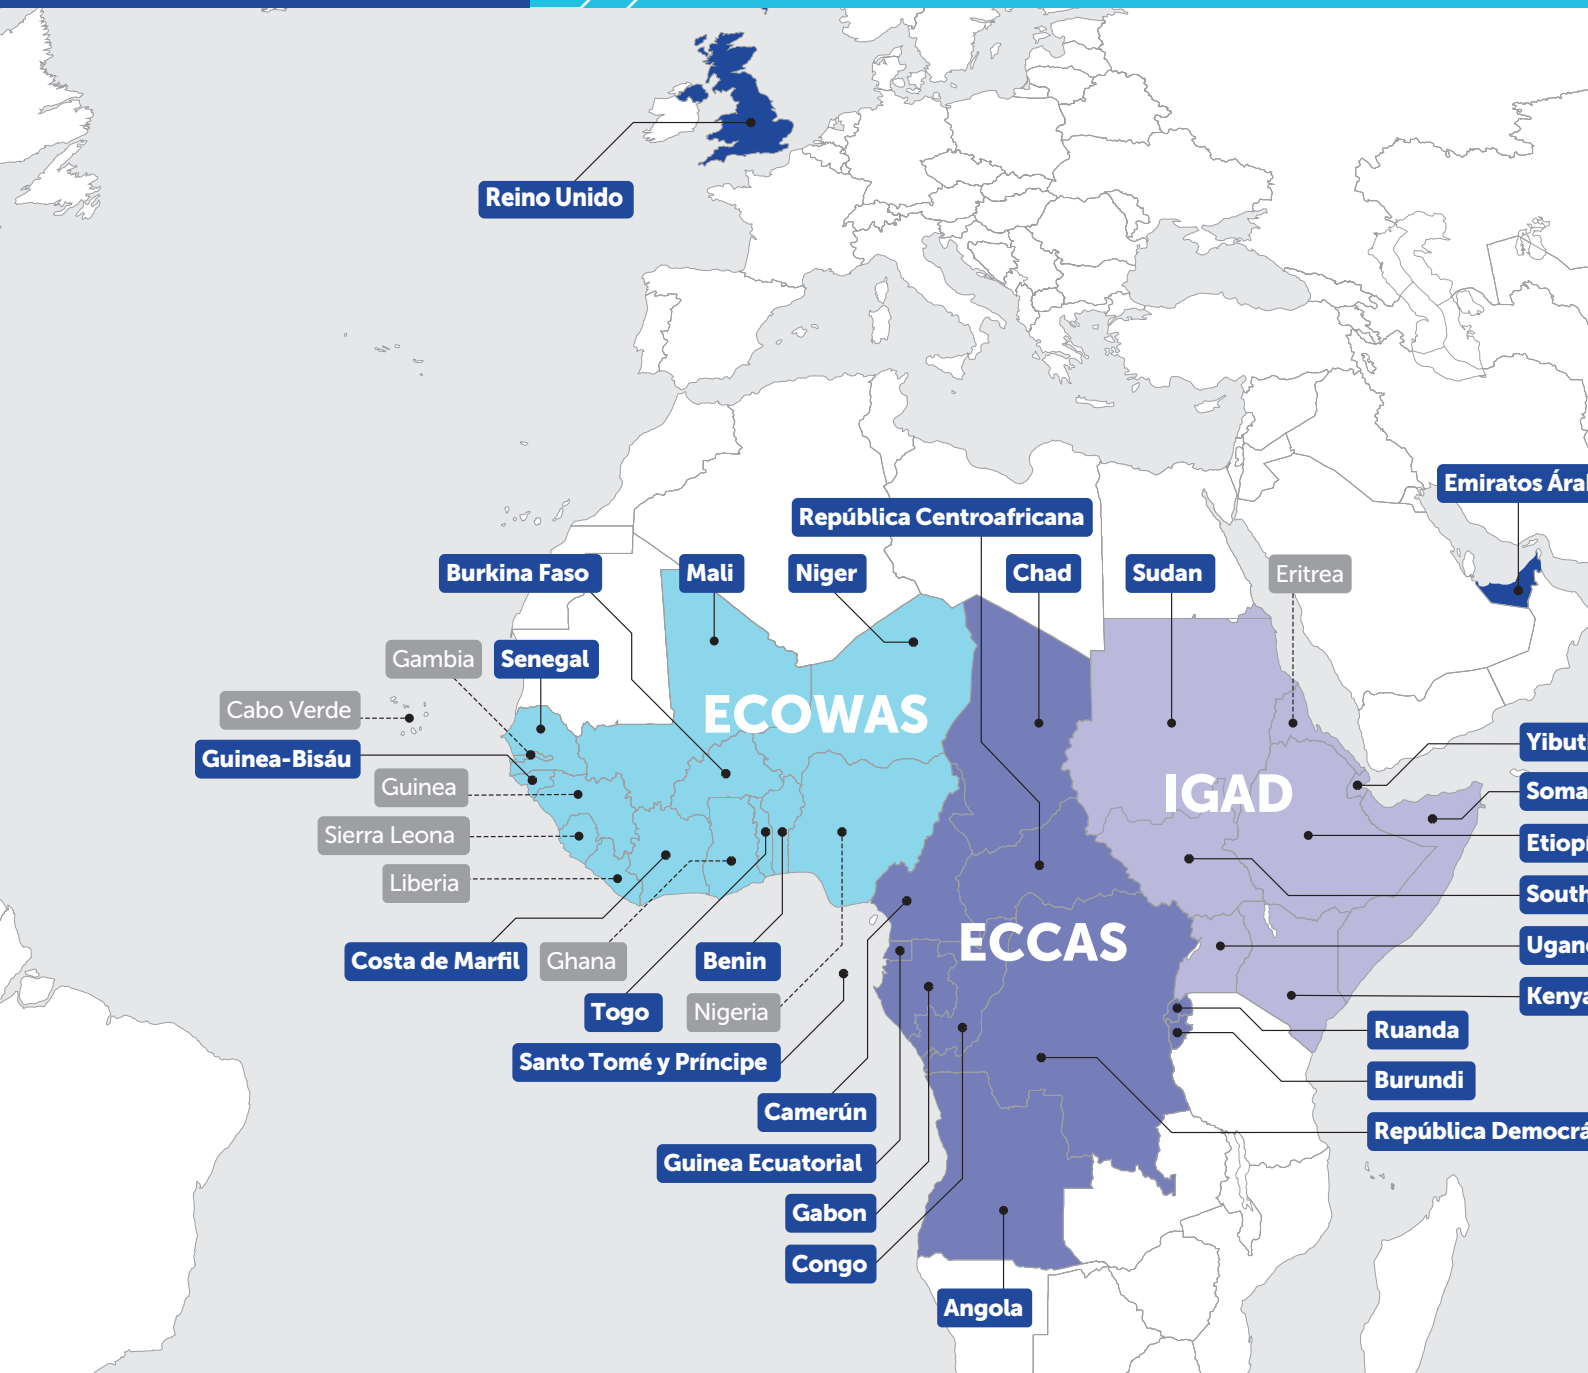 Reino Unido
Emiratos Ára
República Centroafricana
Burkina Faso
Mali
Niger
Chad
Sudan
Eritrea
Gambia
Senegal
Cabo Verde
ECOWAS
Guinea-Bisáu
Yibut
Guinea
IGAD
Soma
Sierra Leona
Etiopí
Liberia
South
ECCAS
Ugand
Costa de Marfil
Ghana
Benin
Kenya
Togo
Nigeria
Ruanda
Santo Tomé y Príncipe
Burundi
Camerún
República Democrá
Guinea Ecuatorial
Gabon
Congo
Angola